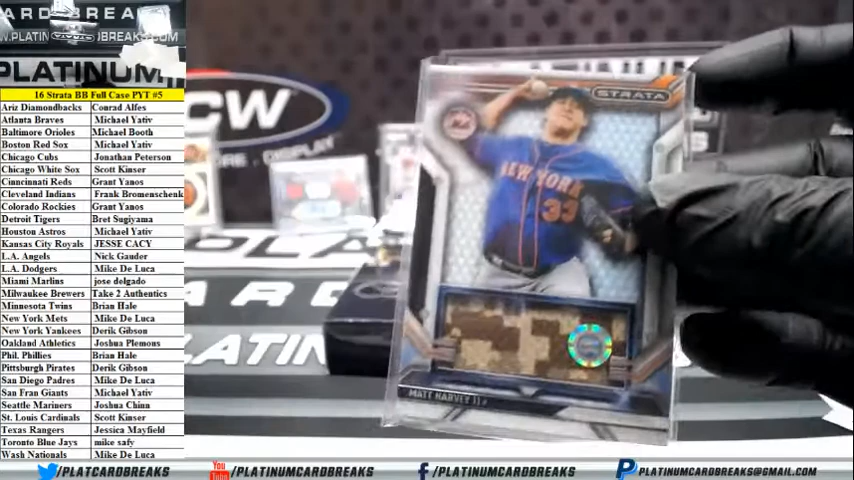 CARD BREAKS
PLATINUM
16 Strata BB Full Case PYT #5
Ariz Diamondbacks Conrad Alfes
Atlanta Braves Michael Yativ
Baltimore Orioles Michael Booth
Boston Red Sox Michael Yativ
Chicago Cubs Jonathan Peterson
Chicago White Sox Scott Kinser
Cinncinnati Reds Grant Yanos
Cleveland Indians Frank Bromenschenk
Colorado Rockies Grant Yanos
Detroit Tigers Bret Sugiyama
Houston Astros Michael Yativ
Kansas City Royals JESSE CACY
L.A. Angels Nick Gauder
L.A. Dodgers Mike De Luca
Miami Marlins jose delgado
Milwaukee Brewers Take 2 Authentics
Minnesota Twins Brian Hale
New York Mets Mike De Luca
New York Yankees Derik Gibson
Oakland Athletics Joshua Plemons
Phil. Phillies Brian Hale
Pittsburgh Pirates Derik Gibson
San Diego Padres Mike De Luca
San Fran Giants Michael Yativ
Seattle Mariners Joshua Chinn
St. Louis Cardinals Scott Kinser
Texas Rangers Jessica Mayfield
Toronto Blue Jays mike safy
Wash Nationals Mike De Luca
CW
STRATA
NEW YORK
33
MATT HARVEY
/PLATCARDBREAKS
You Tube
/PLATINUMCARDBREAKS
/PLATINUMCARDBREAKS
PLATINUMCARDBREAKS@GMAIL.COM